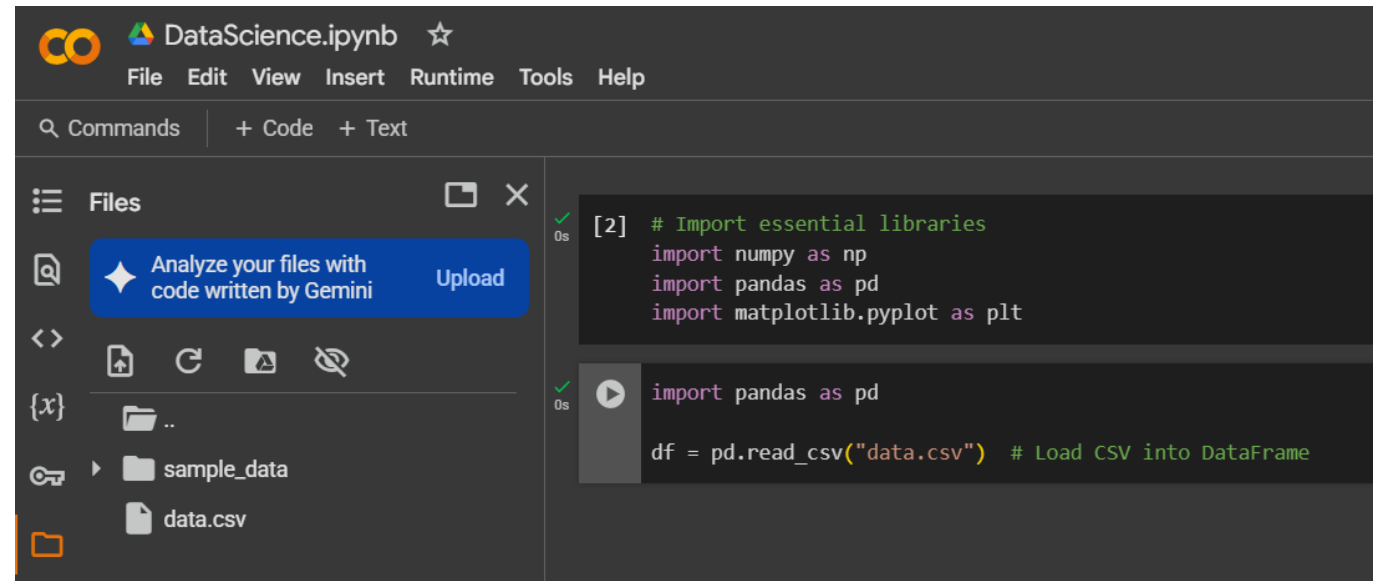 DataScience.ipynb
File Edit View Insert Runtime Tools Help
Commands + Code + Text
Files
Analyze your files with
code written by Gemini
Upload
{x}
..
sample_data
data.csv
0s
[2]
# Import essential libraries
import numpy as np
import pandas as pd
import matplotlib.pyplot as plt
0s
import pandas as pd
df = pd.read_csv("data.csv")  # Load CSV into DataFrame